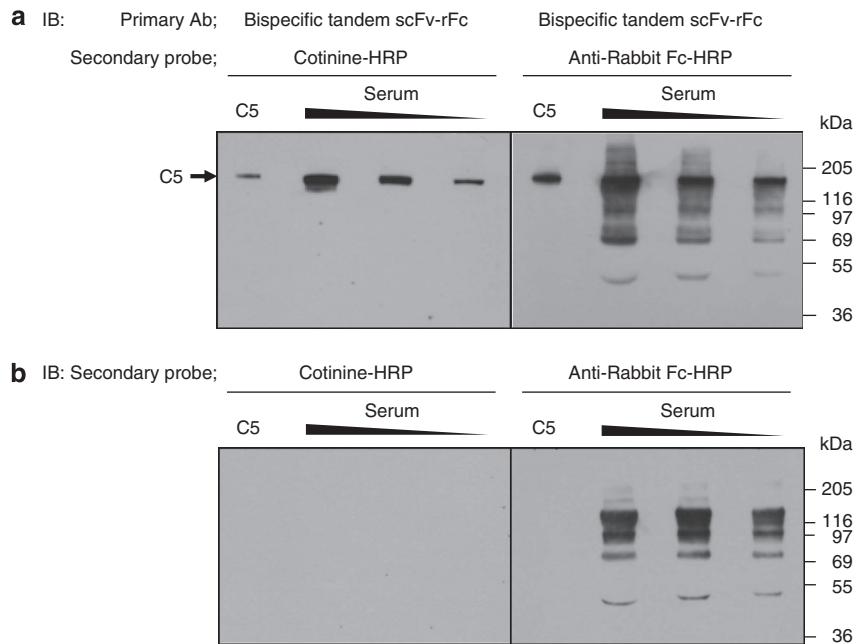 a IB: Primary Ab; Bispecific tandem scFv-rFc Bispecific tandem scFv-rFc
Secondary probe; Cotinine-HRP Anti-Rabbit Fc-HRP
Serum Serum
C5 C5
kDa
C5
205
116
97
69
55
36
b IB: Secondary probe; Cotinine-HRP Anti-Rabbit Fc-HRP
Serum Serum
C5 C5
kDa
205
116
97
69
55
36